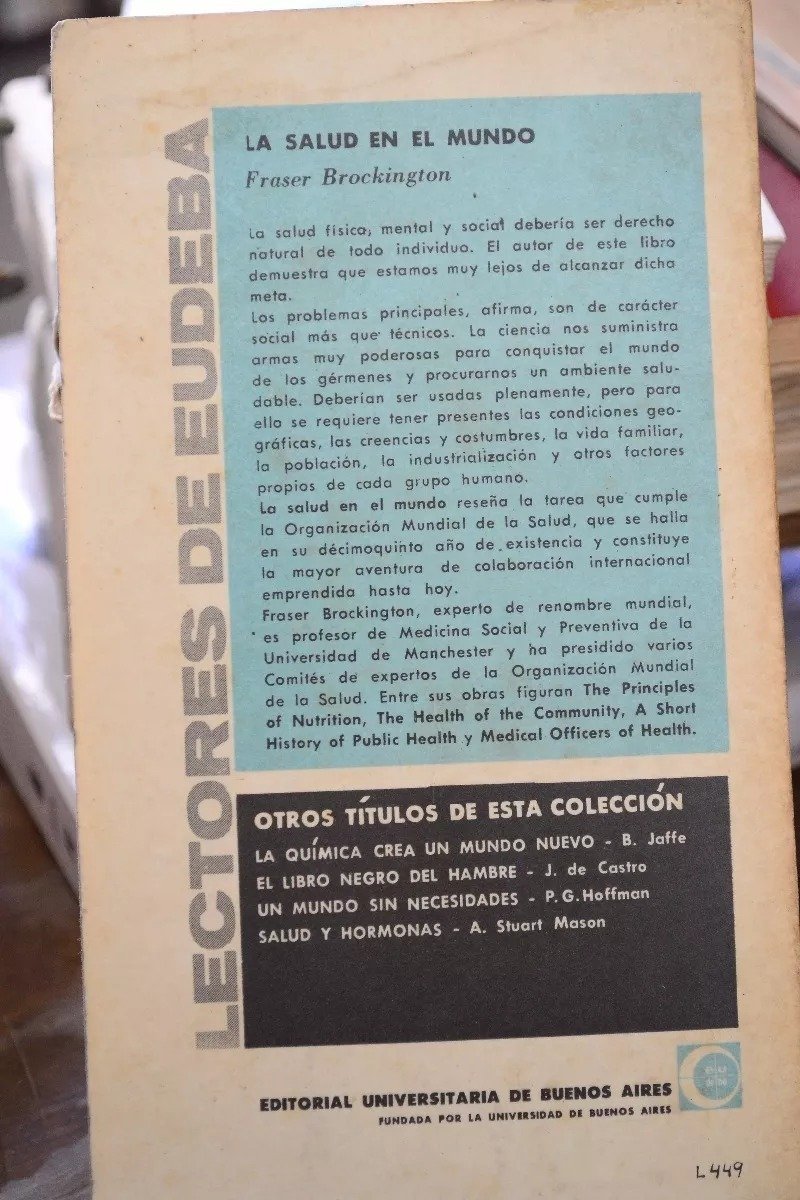 LECTORES DE EUDEBA
LA SALUD EN EL MUNDO
Fraser Brockington
La salud física, mental y social debería ser derecho
natural de todo individuo. El autor de este libro
demuestra que estamos muy lejos de alcanzar dicha
meta.
Los problemas principales, afirma, son de carácter
social más que técnicos. La ciencia nos suministra
armas muy poderosas para conquistar el mundo
de los gérmenes y procurarnos un ambiente salu-
dable. Deberían ser usadas plenamente, pero para
ello se requiere tener presentes las condiciones geo-
gráficas, las creencias y costumbres, la vida familiar,
la población, la industrialización y otros factores
propios de cada grupo humano.
La salud en el mundo reseña la tarea que cumple
la Organización Mundial de la Salud, que se halla
en su décimoquinto año de existencia y constituye
la mayor aventura de colaboración internacional
emprendida hasta hoy.
Fraser Brockington, experto de renombre mundial,
es profesor de Medicina Social y Preventiva de la
Universidad de Manchester y ha presidido varios
Comités de expertos de la Organización Mundial
de la Salud. Entre sus obras figuran The Principles
of Nutrition, The Health of the Community, A Short
History of Public Health y Medical Officers of Health.
OTROS TÍTULOS DE ESTA COLECCIÓN
LA QUÍMICA CREA UN MUNDO NUEVO - B. Jaffe
EL LIBRO NEGRO DEL HAMBRE - J. de Castro
UN MUNDO SIN NECESIDADES - P.G.Hoffman
SALUD Y HORMONAS - A. Stuart Mason
EDITORIAL UNIVERSITARIA DE BUENOS AIRES
FUNDADA POR LA UNIVERSIDAD DE BUENOS AIRES
L449